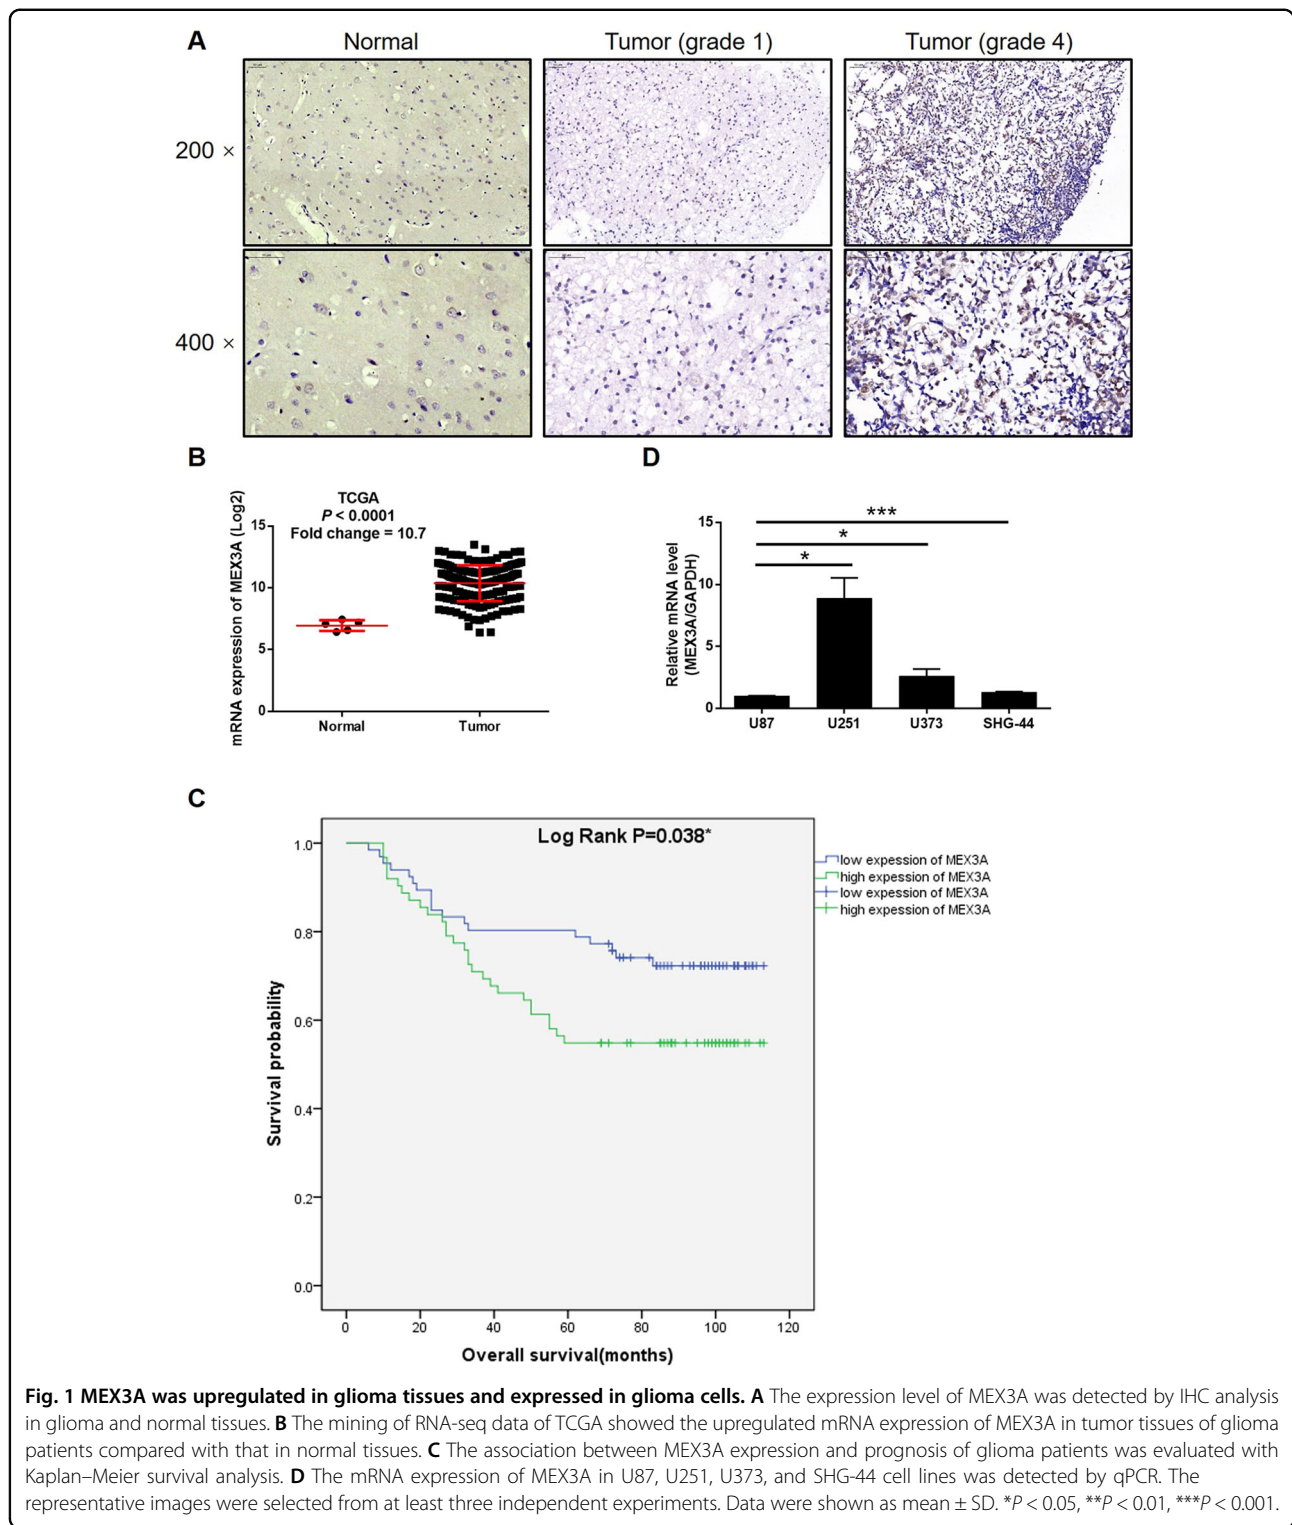 A
Normal
Tumor (grade 1)
Tumor (grade 4)
200 ×
400 ×
B
TCGA
P < 0.0001
Fold change = 10.7
mRNA expression of MEX3A (Log2)
15
10
5
0
Normal
Tumor
D
***
*
*
Relative mRNA level
(MEX3A/GAPDH)
15
10
5
0
U87
U251
U373
SHG-44
C
Log Rank P=0.038*
low expession of MEX3A
high expression of MEX3A
low expession of MEX3A
high expession of MEX3A
Survival probability
1.0
0.8
0.6
0.4
0.2
0.0
0
20
40
60
80
100
120
Overall survival(months)
Fig. 1 MEX3A was upregulated in glioma tissues and expressed in glioma cells. A The expression level of MEX3A was detected by IHC analysis
in glioma and normal tissues. B The mining of RNA-seq data of TCGA showed the upregulated mRNA expression of MEX3A in tumor tissues of glioma
patients compared with that in normal tissues. C The association between MEX3A expression and prognosis of glioma patients was evaluated with
Kaplan–Meier survival analysis. D The mRNA expression of MEX3A in U87, U251, U373, and SHG-44 cell lines was detected by qPCR. The
representative images were selected from at least three independent experiments. Data were shown as mean ± SD. *P < 0.05, **P < 0.01, ***P < 0.001.